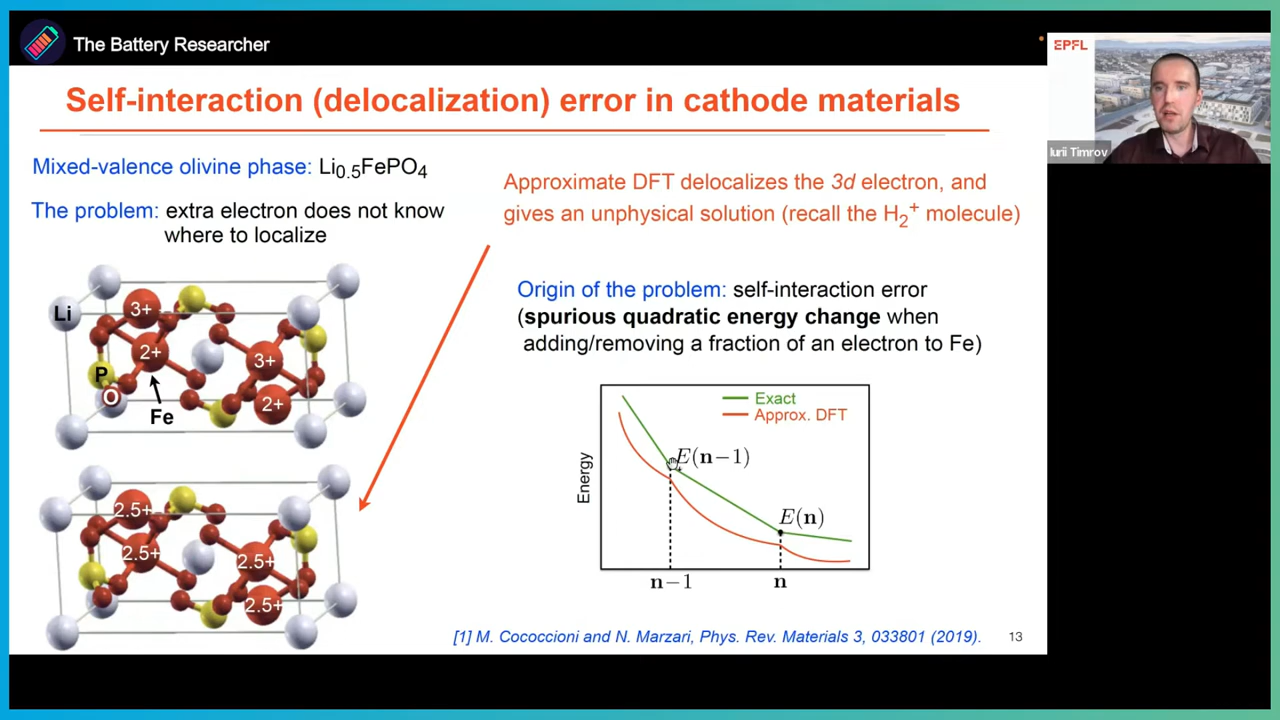 The Battery Researcher
EPFL
Iurii Timrov
Self-interaction (delocalization) error in cathode materials
Mixed-valence olivine phase: Li0.5FePO4
The problem: extra electron does not know
where to localize
Approximate DFT delocalizes the 3d electron, and
gives an unphysical solution (recall the H2+ molecule)
Origin of the problem: self-interaction error
(spurious quadratic energy change when
adding/removing a fraction of an electron to Fe)
Li
3+
2+
3+
P
O
2+
Fe
2.5+
2.5+
2.5+
2.5+
Exact
Approx. DFT
E(n−1)
E(n)
Energy
n−1
n
[1] M. Cococcioni and N. Marzari, Phys. Rev. Materials 3, 033801 (2019).
13